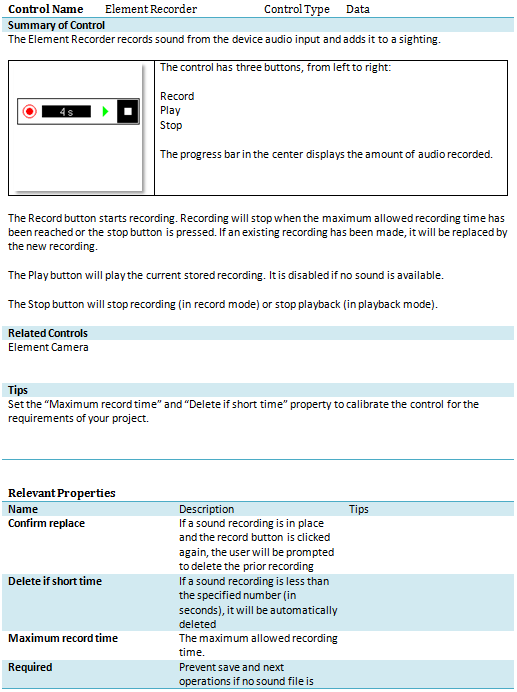 Control Name Element Recorder Control Type Data
Summary of Control
The Element Recorder records sound from the device audio input and adds it to a sighting.
The control has three buttons, from left to right:
Record
Play
Stop
4 s
The progress bar in the center displays the amount of audio recorded.
The Record button starts recording. Recording will stop when the maximum allowed recording time has
been reached or the stop button is pressed. If an existing recording has been made, it will be replaced by
the new recording.
The Play button will play the current stored recording. It is disabled if no sound is available.
The Stop button will stop recording (in record mode) or stop playback (in playback mode).
Related Controls
Element Camera
Tips
Set the “Maximum record time” and “Delete if short time” property to calibrate the control for the
requirements of your project.
Relevant Properties
Name Description Tips
Confirm replace If a sound recording is in place
and the record button is clicked
again, the user will be prompted
to delete the prior recording
Delete if short time If a sound recording is less than
the specified number (in
seconds), it will be automatically
deleted
Maximum record time The maximum allowed recording
time.
Required Prevent save and next
operations if no sound file is